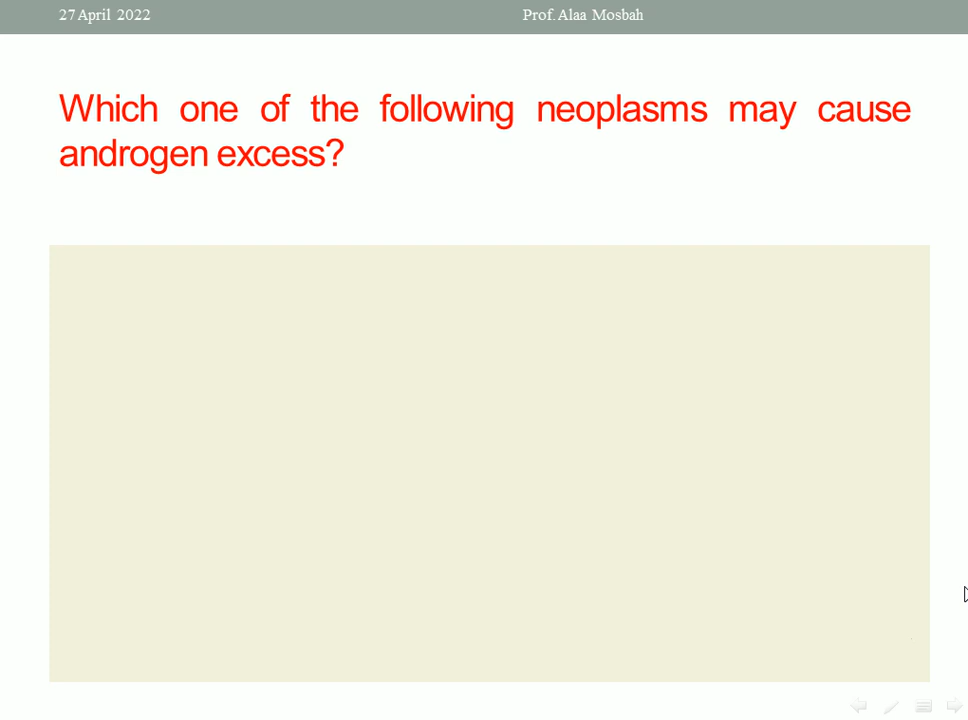 27 April 2022 Prof. Alaa Mosbah
Which one of the following neoplasms may cause
androgen excess?